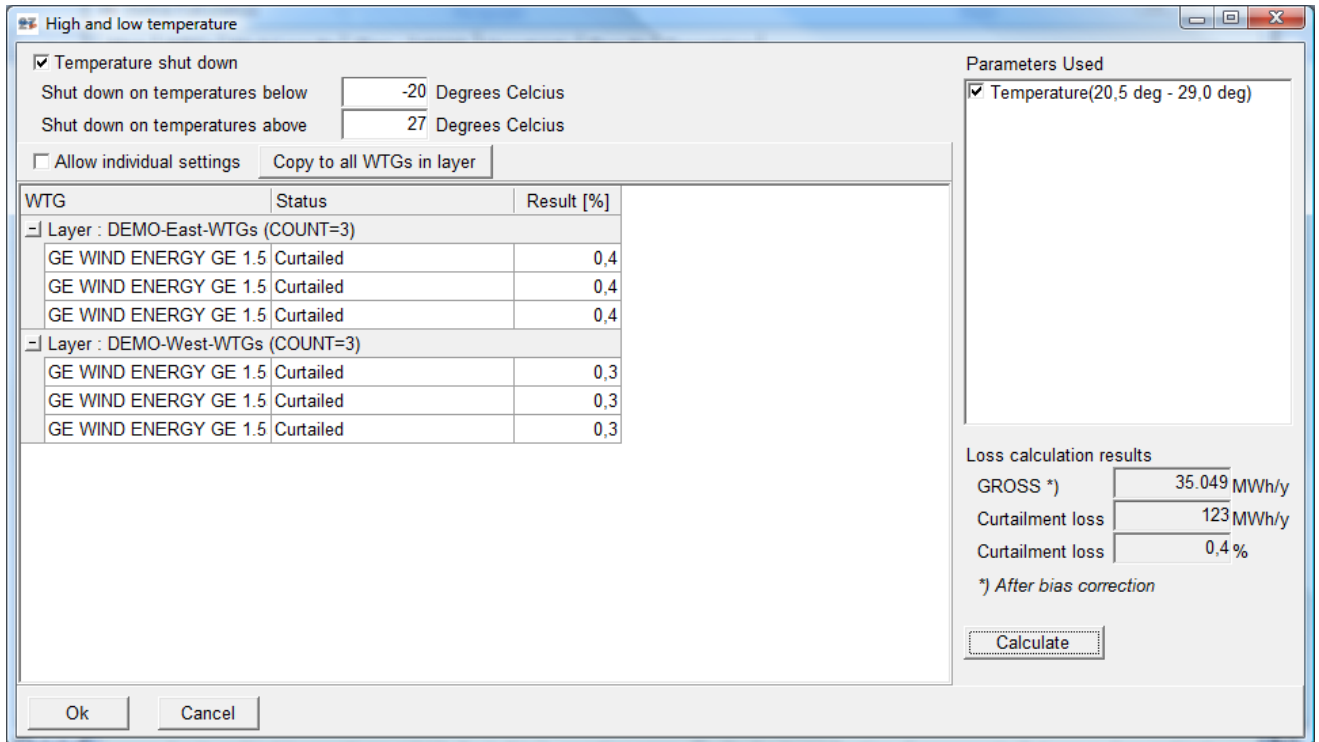 High and low temperature
Temperature shut down
Shut down on temperatures below -20 Degrees Celcius
Shut down on temperatures above 27 Degrees Celcius
Allow individual settings Copy to all WTGs in layer
WTG Status Result [%]
Layer : DEMO-East-WTGs (COUNT=3)
GE WIND ENERGY GE 1.5 Curtailed 0,4
GE WIND ENERGY GE 1.5 Curtailed 0,4
GE WIND ENERGY GE 1.5 Curtailed 0,4
Layer : DEMO-West-WTGs (COUNT=3)
GE WIND ENERGY GE 1.5 Curtailed 0,3
GE WIND ENERGY GE 1.5 Curtailed 0,3
GE WIND ENERGY GE 1.5 Curtailed 0,3
Parameters Used
Temperature(20,5 deg - 29,0 deg)
Loss calculation results
GROSS *) 35.049 MWh/y
Curtailment loss 123 MWh/y
Curtailment loss 0,4 %
*) After bias correction
Calculate
Ok Cancel